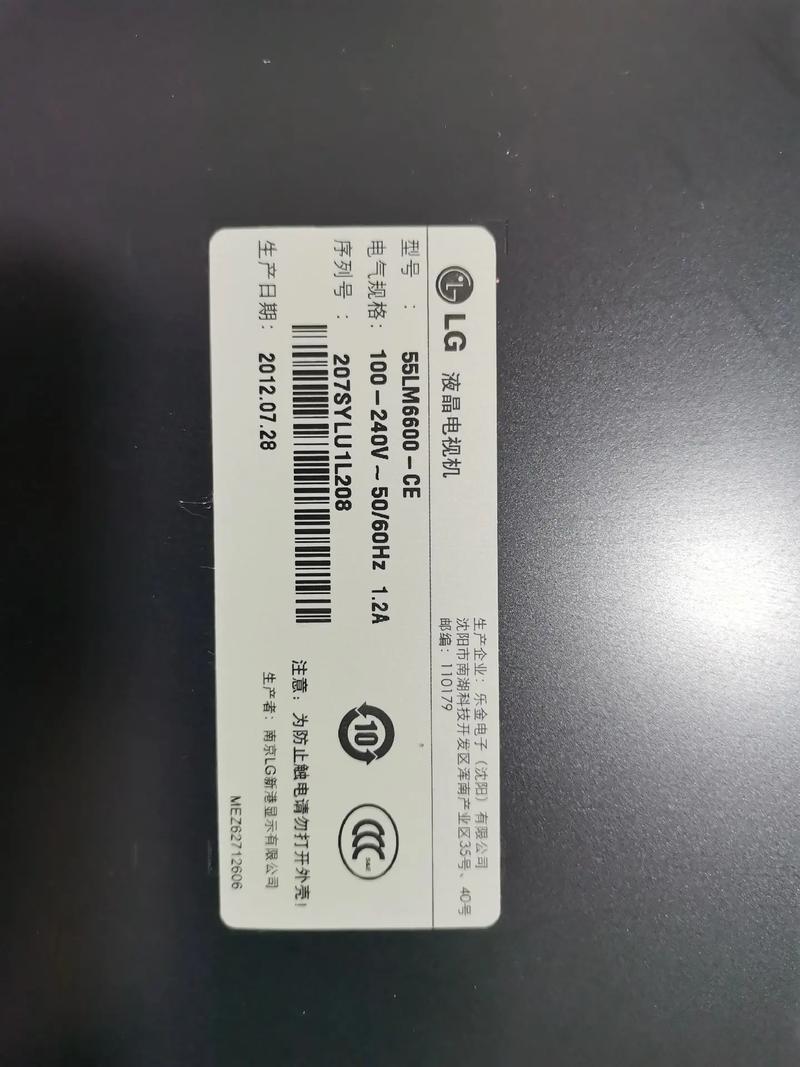 LG 液晶电视机
生产企业：乐金电子（沈阳）有限公司
沈阳市南湖科技开发区浑南产业区35号、40号
邮编：110179
型号：55LM6600-CE
电气规格：100-240V~50/60Hz 1.2A
序列号：207SYLU1L208
生产日期：2012.07.28
10
CCC
S&E
注意：为防止触电请勿打开外壳!
生产者：南京LG新港显示有限公司
MEZ62712606